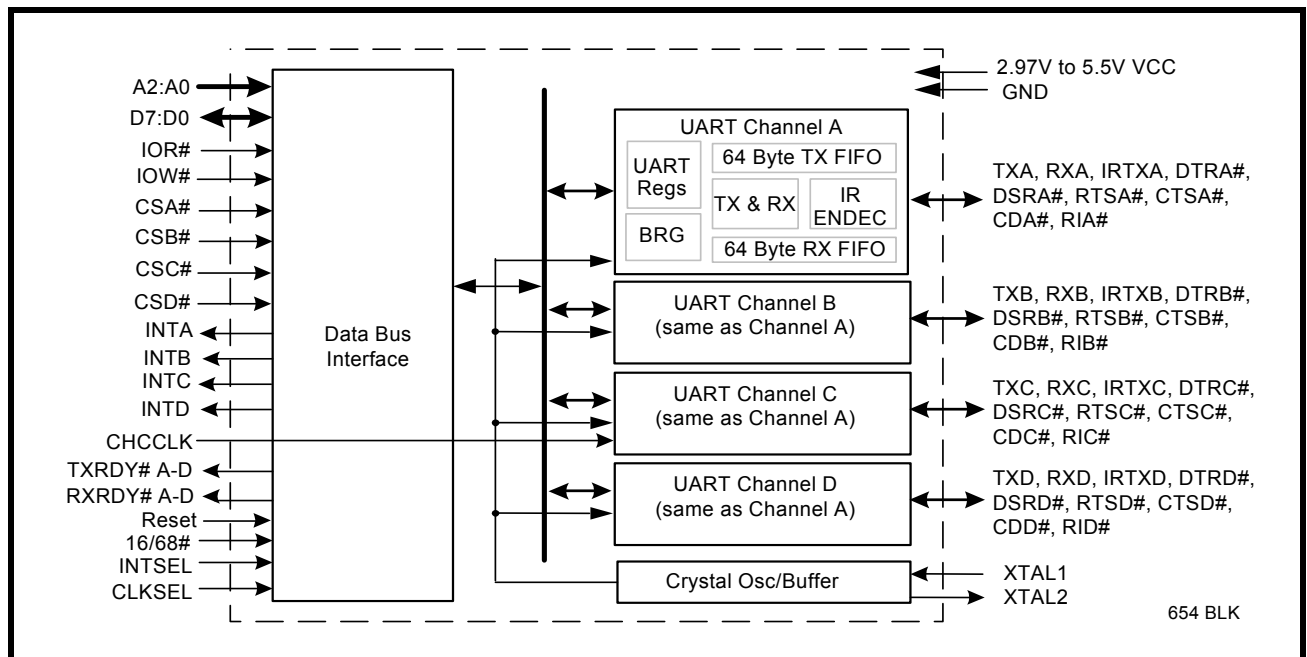 A2:A0
D7:D0
IOR#
IOW#
CSA#
CSB#
CSC#
CSD#
INTA
INTB
INTC
INTD
CHCCLK
TXRDY# A-D
RXRDY# A-D
Reset
16/68#
INTSEL
CLKSEL
Data Bus
Interface
UART Channel A
UART
Regs
BRG
64 Byte TX FIFO
TX & RX
IR
ENDEC
64 Byte RX FIFO
UART Channel B
(same as Channel A)
UART Channel C
(same as Channel A)
UART Channel D
(same as Channel A)
Crystal Osc/Buffer
2.97V to 5.5V VCC
GND
TXA, RXA, IRTXA, DTRA#,
DSRA#, RTSA#, CTSA#,
CDA#, RIA#
TXB, RXB, IRTXB, DTRB#,
DSRB#, RTSB#, CTSB#,
CDB#, RIB#
TXC, RXC, IRTXC, DTRC#,
DSRC#, RTSC#, CTSC#,
CDC#, RIC#
TXD, RXD, IRTXD, DTRD#,
DSRD#, RTSD#, CTSD#,
CDD#, RID#
XTAL1
XTAL2
654 BLK